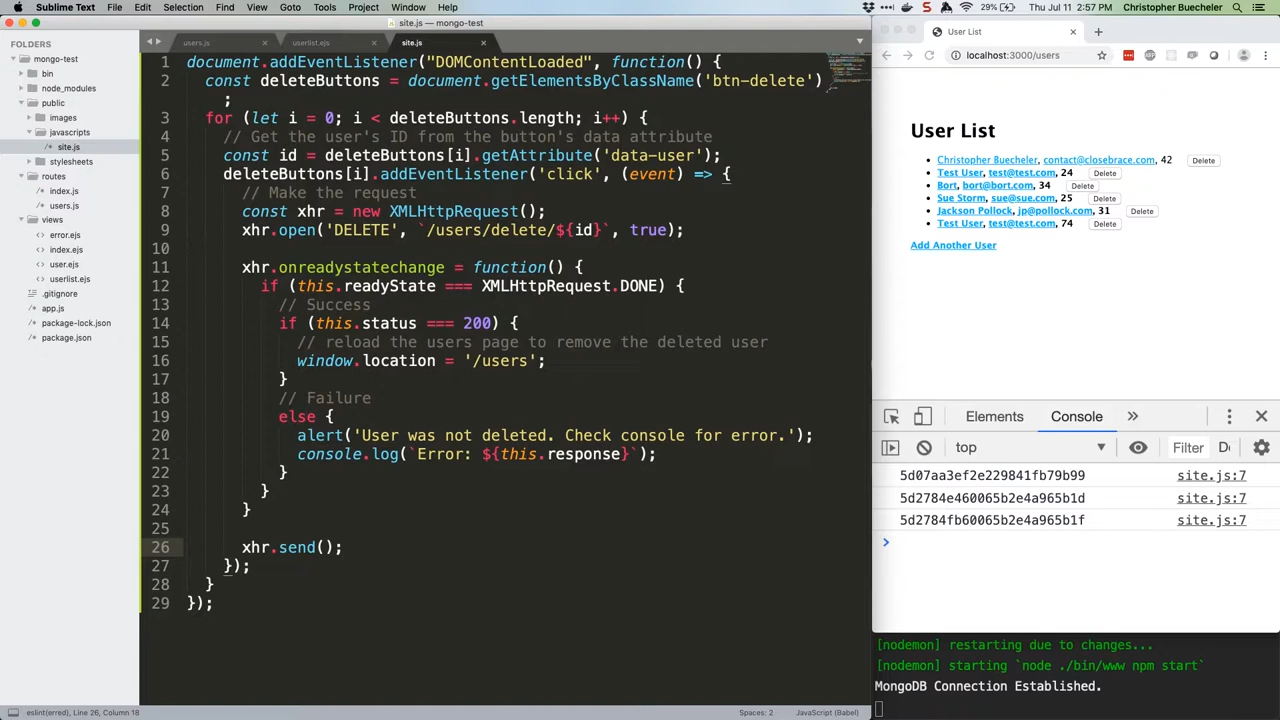 Sublime Text File Edit Selection Find View Goto Tools Project Window Help
29% Thu Jul 11 2:57 PM Christopher Buecheler
site.js — mongo-test
FOLDERS
mongo-test
bin
node_modules
public
images
javascripts
site.js
stylesheets
routes
index.js
users.js
views
error.ejs
index.ejs
user.ejs
userlist.ejs
.gitignore
app.js
package-lock.json
package.json
users.js userlist.ejs site.js
1 document.addEventListener("DOMContentLoaded", function() {
2 const deleteButtons = document.getElementsByClassName('btn-delete')
;
3 for (let i = 0; i < deleteButtons.length; i++) {
4 // Get the user's ID from the button's data attribute
5 const id = deleteButtons[i].getAttribute('data-user');
6 deleteButtons[i].addEventListener('click', (event) => {
7 // Make the request
8 const xhr = new XMLHttpRequest();
9 xhr.open('DELETE', `/users/delete/${id}`, true);
10
11 xhr.onreadystatechange = function() {
12 if (this.readyState === XMLHttpRequest.DONE) {
13 // Success
14 if (this.status === 200) {
15 // reload the users page to remove the deleted user
16 window.location = '/users';
17 }
18 // Failure
19 else {
20 alert('User was not deleted. Check console for error.');
21 console.log(`Error: ${this.response}`);
22 }
23 }
24 }
25
26 xhr.send();
27 });
28 }
29 });
eslint(erred), Line 26, Column 18 Spaces: 2 JavaScript (Babel)
User List
localhost:3000/users
User List
Christopher Buecheler, contact@closebrace.com, 42 Delete
Test User, test@test.com, 24 Delete
Bort, bort@bort.com, 34 Delete
Sue Storm, sue@sue.com, 25 Delete
Jackson Pollock, jp@pollock.com, 31 Delete
Test User, test@test.com, 74 Delete
Add Another User
Elements Console
top Filter
5d07aa3ef2e229841fb79b99 site.js:7
5d2784e460065b2e4a965b1d site.js:7
5d2784fb60065b2e4a965b1f site.js:7
[nodemon] restarting due to changes...
[nodemon] starting `node ./bin/www npm start`
MongoDB Connection Established.